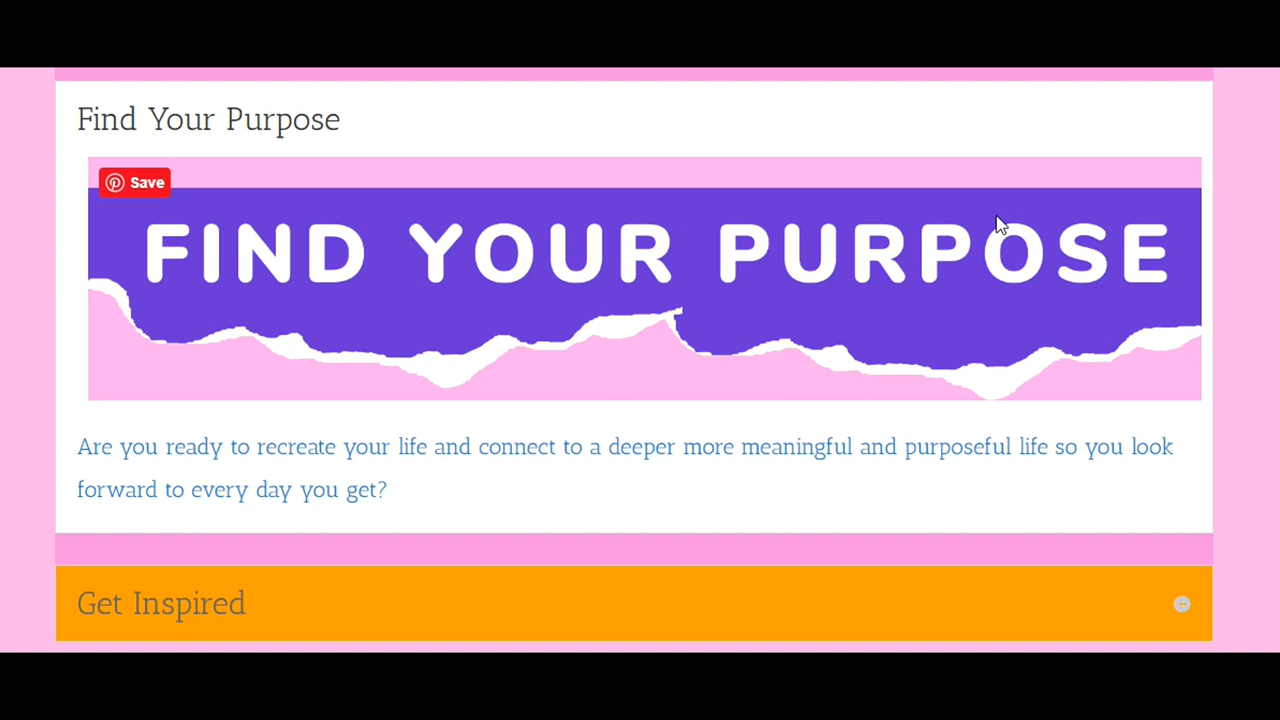 Find Your Purpose
Save
FIND YOUR PURPOSE
Are you ready to recreate your life and connect to a deeper more meaningful and purposeful life so you look
forward to every day you get?
Get Inspired